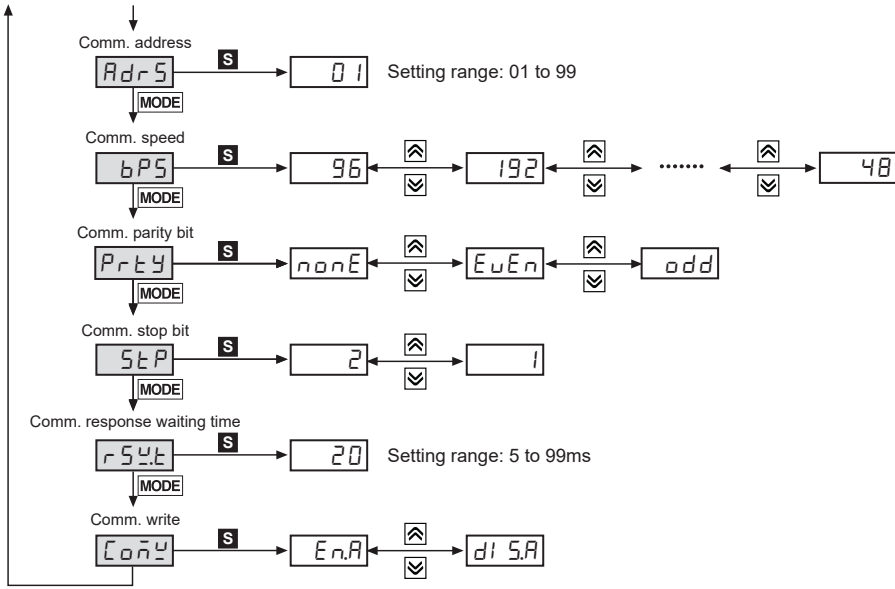 Comm. address
AdrS S 01 Setting range: 01 to 99
MODE
Comm. speed
bPS S 96 192 ....... 48
MODE
Comm. parity bit
PrtY S nonE EvEn odd
MODE
Comm. stop bit
StP S 2 1
MODE
Comm. response waiting time
rSW.t S 20 Setting range: 5 to 99ms
MODE
Comm. write
ComW S En.A diS.A